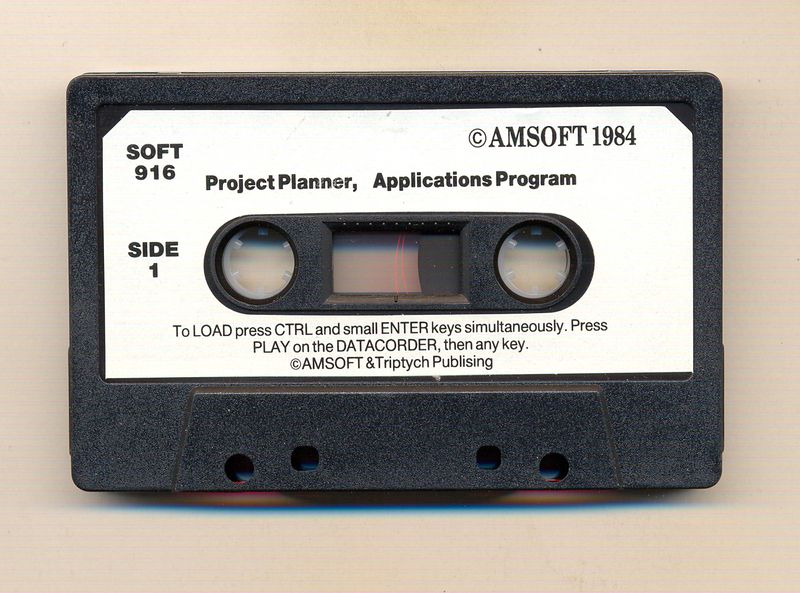 SOFT
916
©AMSOFT 1984
Project Planner, Applications Program
SIDE
1
To LOAD press CTRL and small ENTER keys simultaneously. Press
PLAY on the DATACORDER, then any key.
©AMSOFT &Triptych Publising